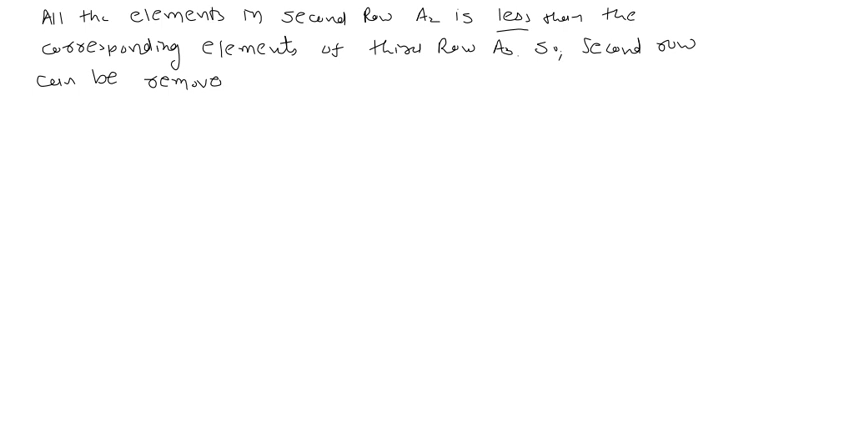 All the elements in second Row A2 is less than the
corresponding elements of third Row A3. So, Second row
can be remove